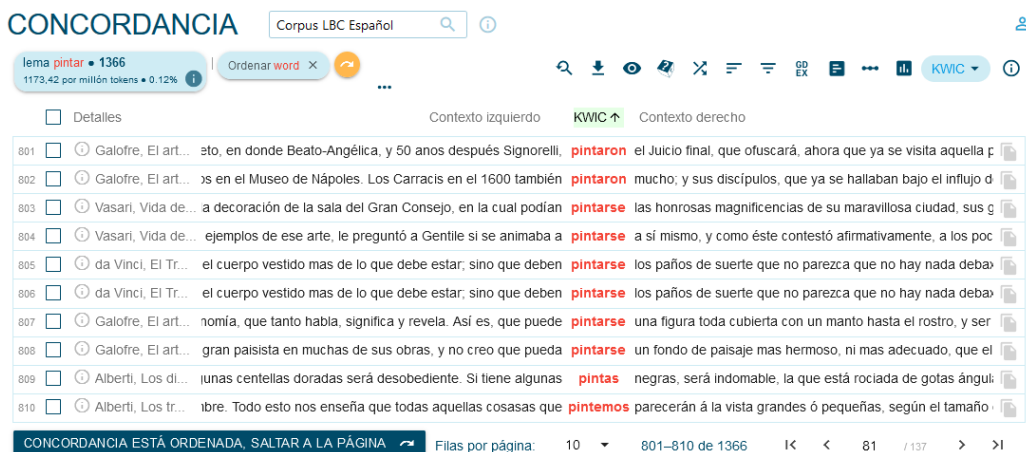 CONCORDANCIA Corpus LBC Español
lema pintar • 1366 | Ordenar word ×
1173,42 por millón tokens • 0.12% i
GD EX KWIC
Detalles Contexto izquierdo KWIC ↑ Contexto derecho
801 Galofre, El art... eto, en donde Beato-Angélica, y 50 anos después Signorelli, pintaron el Juicio final, que ofuscará, ahora que ya se visita aquella
802 Galofre, El art... en el Museo de Nápoles. Los Carracis en el 1600 también pintaron mucho; y sus discípulos, que ya se hallaban bajo el influjo
803 Vasari, Vida de... a decoración de la sala del Gran Consejo, en la cual podían pintarse las honrosas magnificencias de su maravillosa ciudad, sus
804 Vasari, Vida de... ejemplos de ese arte, le preguntó a Gentile si se animaba a pintarse a sí mismo, y como éste contestó afirmativamente, a los poc
805 da Vinci, El Tr... el cuerpo vestido mas de lo que debe estar; sino que deben pintarse los paños de suerte que no parezca que no hay nada deba
806 da Vinci, El Tr... el cuerpo vestido mas de lo que debe estar; sino que deben pintarse los paños de suerte que no parezca que no hay nada deba
807 Galofre, El art... nomía, que tanto habla, significa y revela. Así es, que puede pintarse una figura toda cubierta con un manto hasta el rostro, y ser
808 Galofre, El art... gran paisista en muchas de sus obras, y no creo que pueda pintarse un fondo de paisaje mas hermoso, ni mas adecuado, que el
809 Alberti, Los di... gunas centellas doradas será desobediente. Si tiene algunas pintas negras, será indomable, la que está rociada de gotas ángul
810 Alberti, Los tr... nbre. Todo esto nos enseña que todas aquellas cosasas que pintemos parecerán á la vista grandes ó pequeñas, según el tamaño
CONCORDANCIA ESTÁ ORDENADA, SALTAR A LA PÁGINA Filas por página: 10 801–810 de 1366 81 / 137